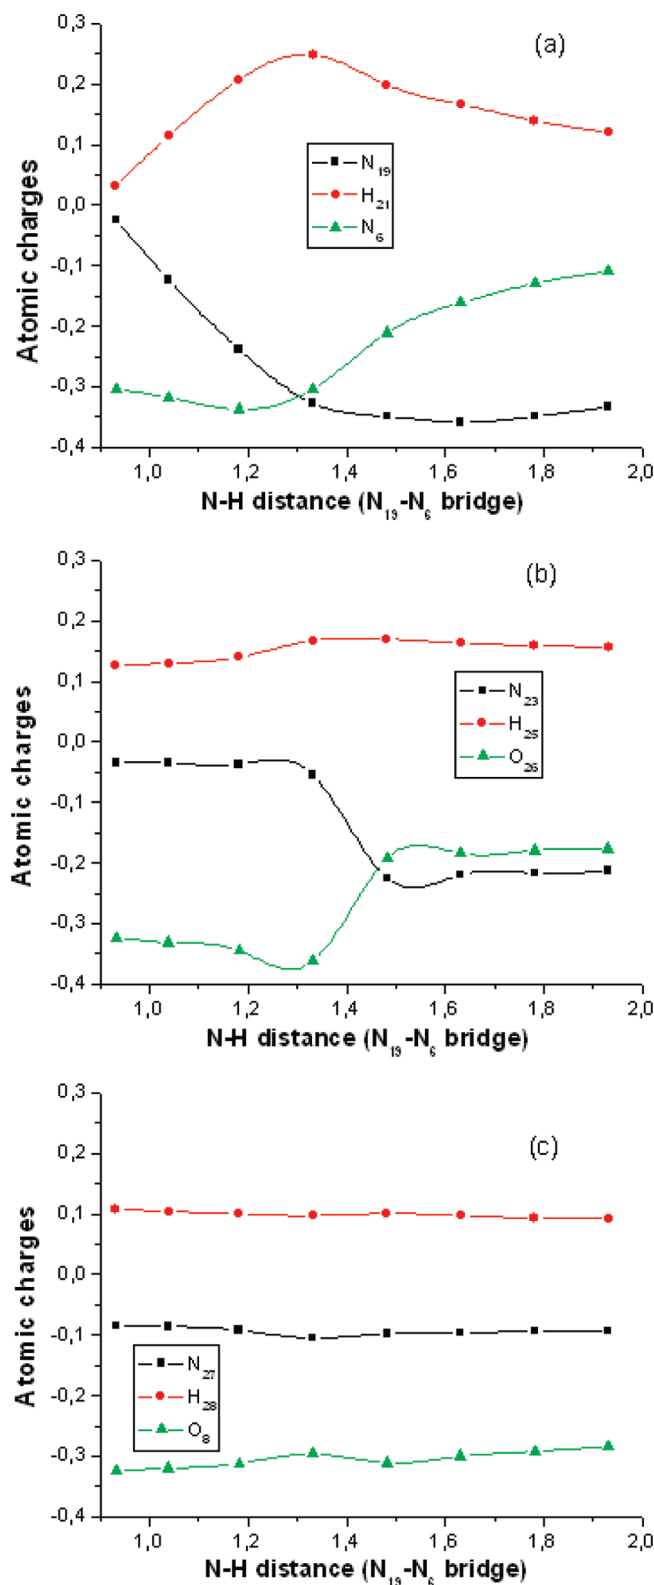 0,3
(a)
0,2
0,1
0,0
-0,1
-0,2
-0,3
-0,4
Atomic charges
N19
H21
N6
1,0 1,2 1,4 1,6 1,8 2,0
N-H distance (N19-N6 bridge)
0,3
(b)
0,2
0,1
0,0
-0,1
-0,2
-0,3
-0,4
Atomic charges
N23
H25
O26
1,0 1,2 1,4 1,6 1,8 2,0
N-H distance (N19-N6 bridge)
0,3
(c)
0,2
0,1
0,0
-0,1
-0,2
-0,3
-0,4
Atomic charges
N27
H28
O8
1,0 1,2 1,4 1,6 1,8 2,0
N-H distance (N19-N6 bridge)